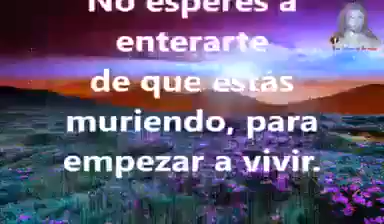 No esperes a
enterarte
de que estás
muriendo, para
empezar a vivir.